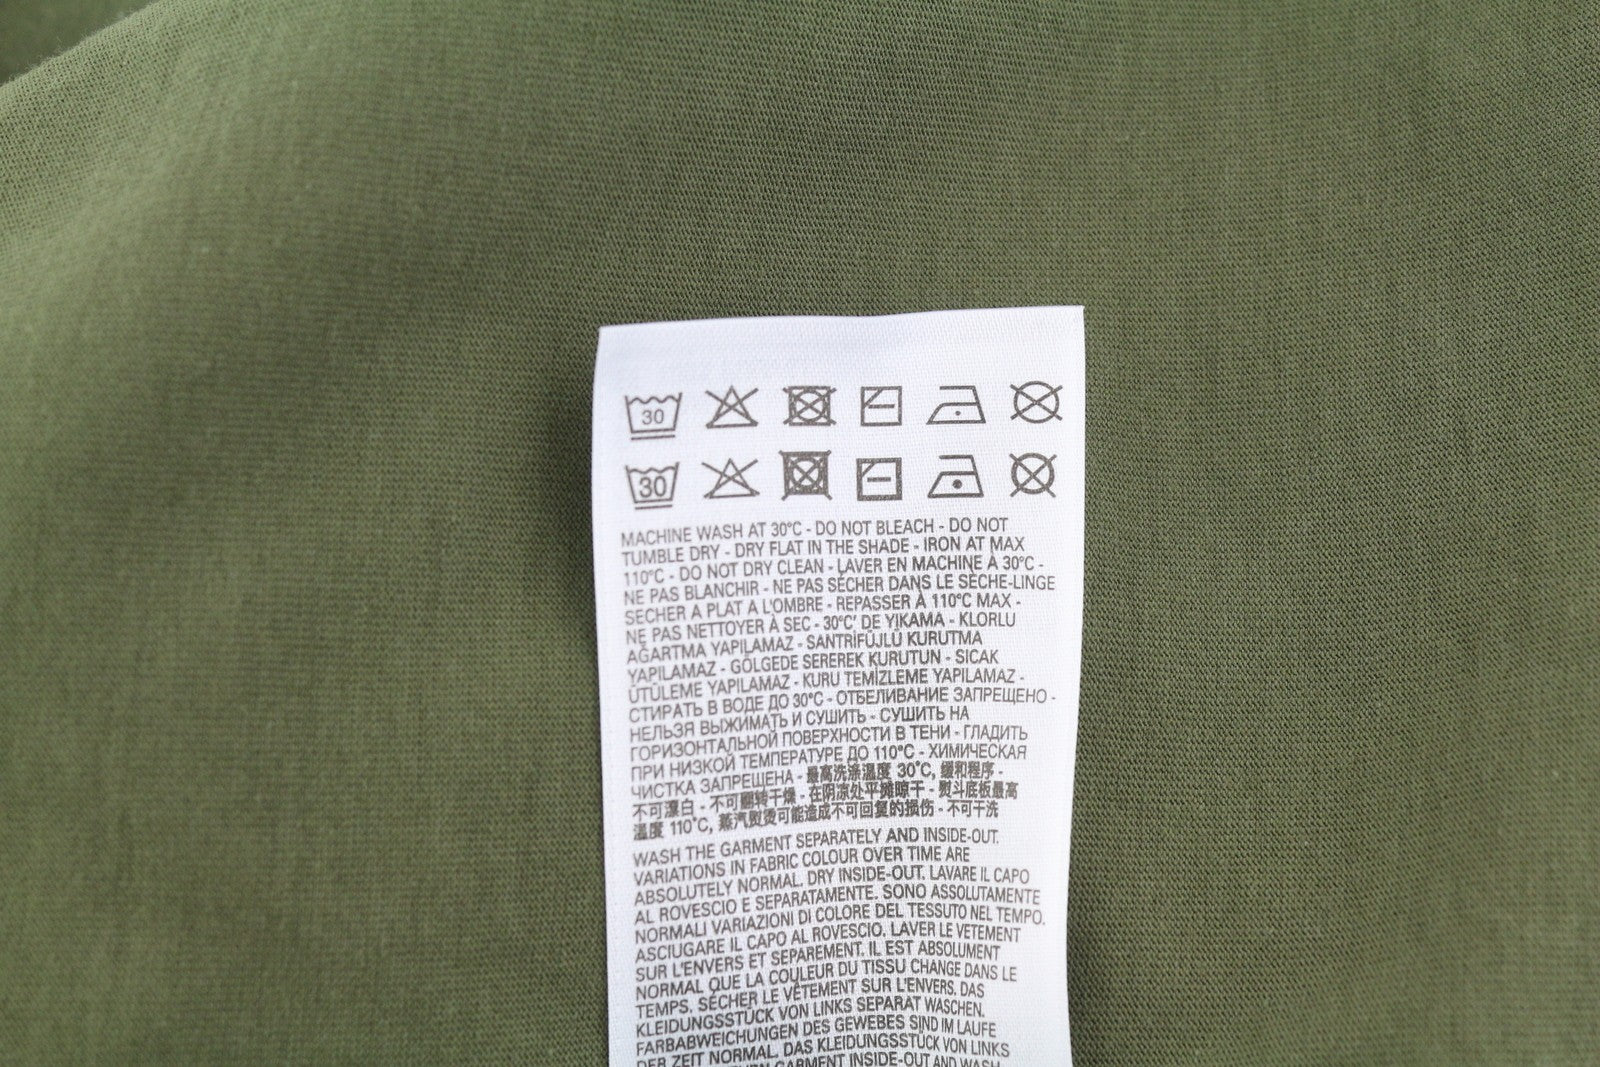 30
30
MACHINE WASH AT 30°C - DO NOT BLEACH - DO NOT
TUMBLE DRY - DRY FLAT IN THE SHADE - IRON AT MAX
110°C - DO NOT DRY CLEAN - LAVER EN MACHINE À 30°C -
NE PAS BLANCHIR - NE PAS SÉCHER DANS LE SÈCHE-LINGE
SÉCHER A PLAT A L'OMBRE - REPASSER À 110°C MAX -
NE PAS NETTOYER À SEC - 30°C' DE YIKAMA - KLORLU
AĞARTMA YAPILAMAZ - SANTRİFÜJLÜ KURUTMA
YAPILAMAZ - GÖLGEDE SEREREK KURUTUN - SICAK
ÜTÜLEME YAPILAMAZ - KURU TEMİZLEME YAPILAMAZ -
СТИРАТЬ В ВОДЕ ДО 30°C - ОТБЕЛИВАНИЕ ЗАПРЕЩЕНО -
НЕЛЬЗЯ ВЫЖИМАТЬ И СУШИТЬ - СУШИТЬ НА
ГОРИЗОНТАЛЬНОЙ ПОВЕРХНОСТИ В ТЕНИ - ГЛАДИТЬ
ПРИ НИЗКОЙ ТЕМПЕРАТУРЕ ДО 110°C - ХИМИЧЕСКАЯ
ЧИСТКА ЗАПРЕЩЕНА - 最高洗涤温度 30°C, 缓和程序 -
不可漂白 - 不可翻转干燥 - 在阴凉处平摊晾干 - 熨斗底板最高
温度 110°C, 蒸汽熨烫可能造成不可回复的损伤 - 不可干洗
WASH THE GARMENT SEPARATELY AND INSIDE-OUT.
VARIATIONS IN FABRIC COLOUR OVER TIME ARE
ABSOLUTELY NORMAL. DRY INSIDE-OUT. LAVARE IL CAPO
AL ROVESCIO E SEPARATAMENTE. SONO ASSOLUTAMENTE
NORMALI VARIAZIONI DI COLORE DEL TESSUTO NEL TEMPO.
ASCIUGARE IL CAPO AL ROVESCIO. LAVER LE VETEMENT
SUR L'ENVERS ET SEPAREMENT. IL EST ABSOLUMENT
NORMAL QUE LA COULEUR DU TISSU CHANGE DANS LE
TEMPS. SÉCHER LE VÊTEMENT SUR L'ENVERS. DAS
KLEIDUNGSSTÜCK VON LINKS SEPARAT WASCHEN.
FARBABWEICHUNGEN DES GEWEBES SIND IM LAUFE
DER ZEIT NORMAL. DAS KLEIDUNGSSTÜCK VON LINKS
GARMENT INSIDE-OUT AND WASH